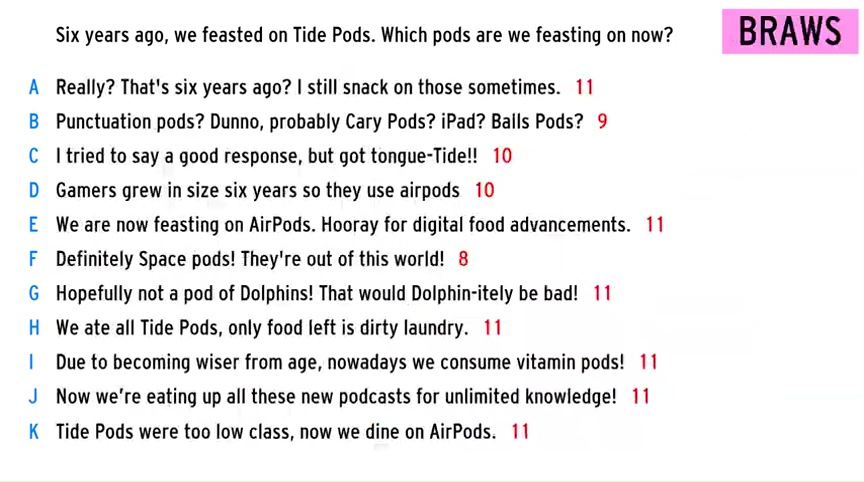 Six years ago, we feasted on Tide Pods. Which pods are we feasting on now?
BRAWS
A Really? That's six years ago? I still snack on those sometimes. 11
B Punctuation pods? Dunno, probably Cary Pods? iPad? Balls Pods? 9
C I tried to say a good response, but got tongue-Tide!! 10
D Gamers grew in size six years so they use airpods 10
E We are now feasting on AirPods. Hooray for digital food advancements. 11
F Definitely Space pods! They're out of this world! 8
G Hopefully not a pod of Dolphins! That would Dolphin-itely be bad! 11
H We ate all Tide Pods, only food left is dirty laundry. 11
I Due to becoming wiser from age, nowadays we consume vitamin pods! 11
J Now we’re eating up all these new podcasts for unlimited knowledge! 11
K Tide Pods were too low class, now we dine on AirPods. 11